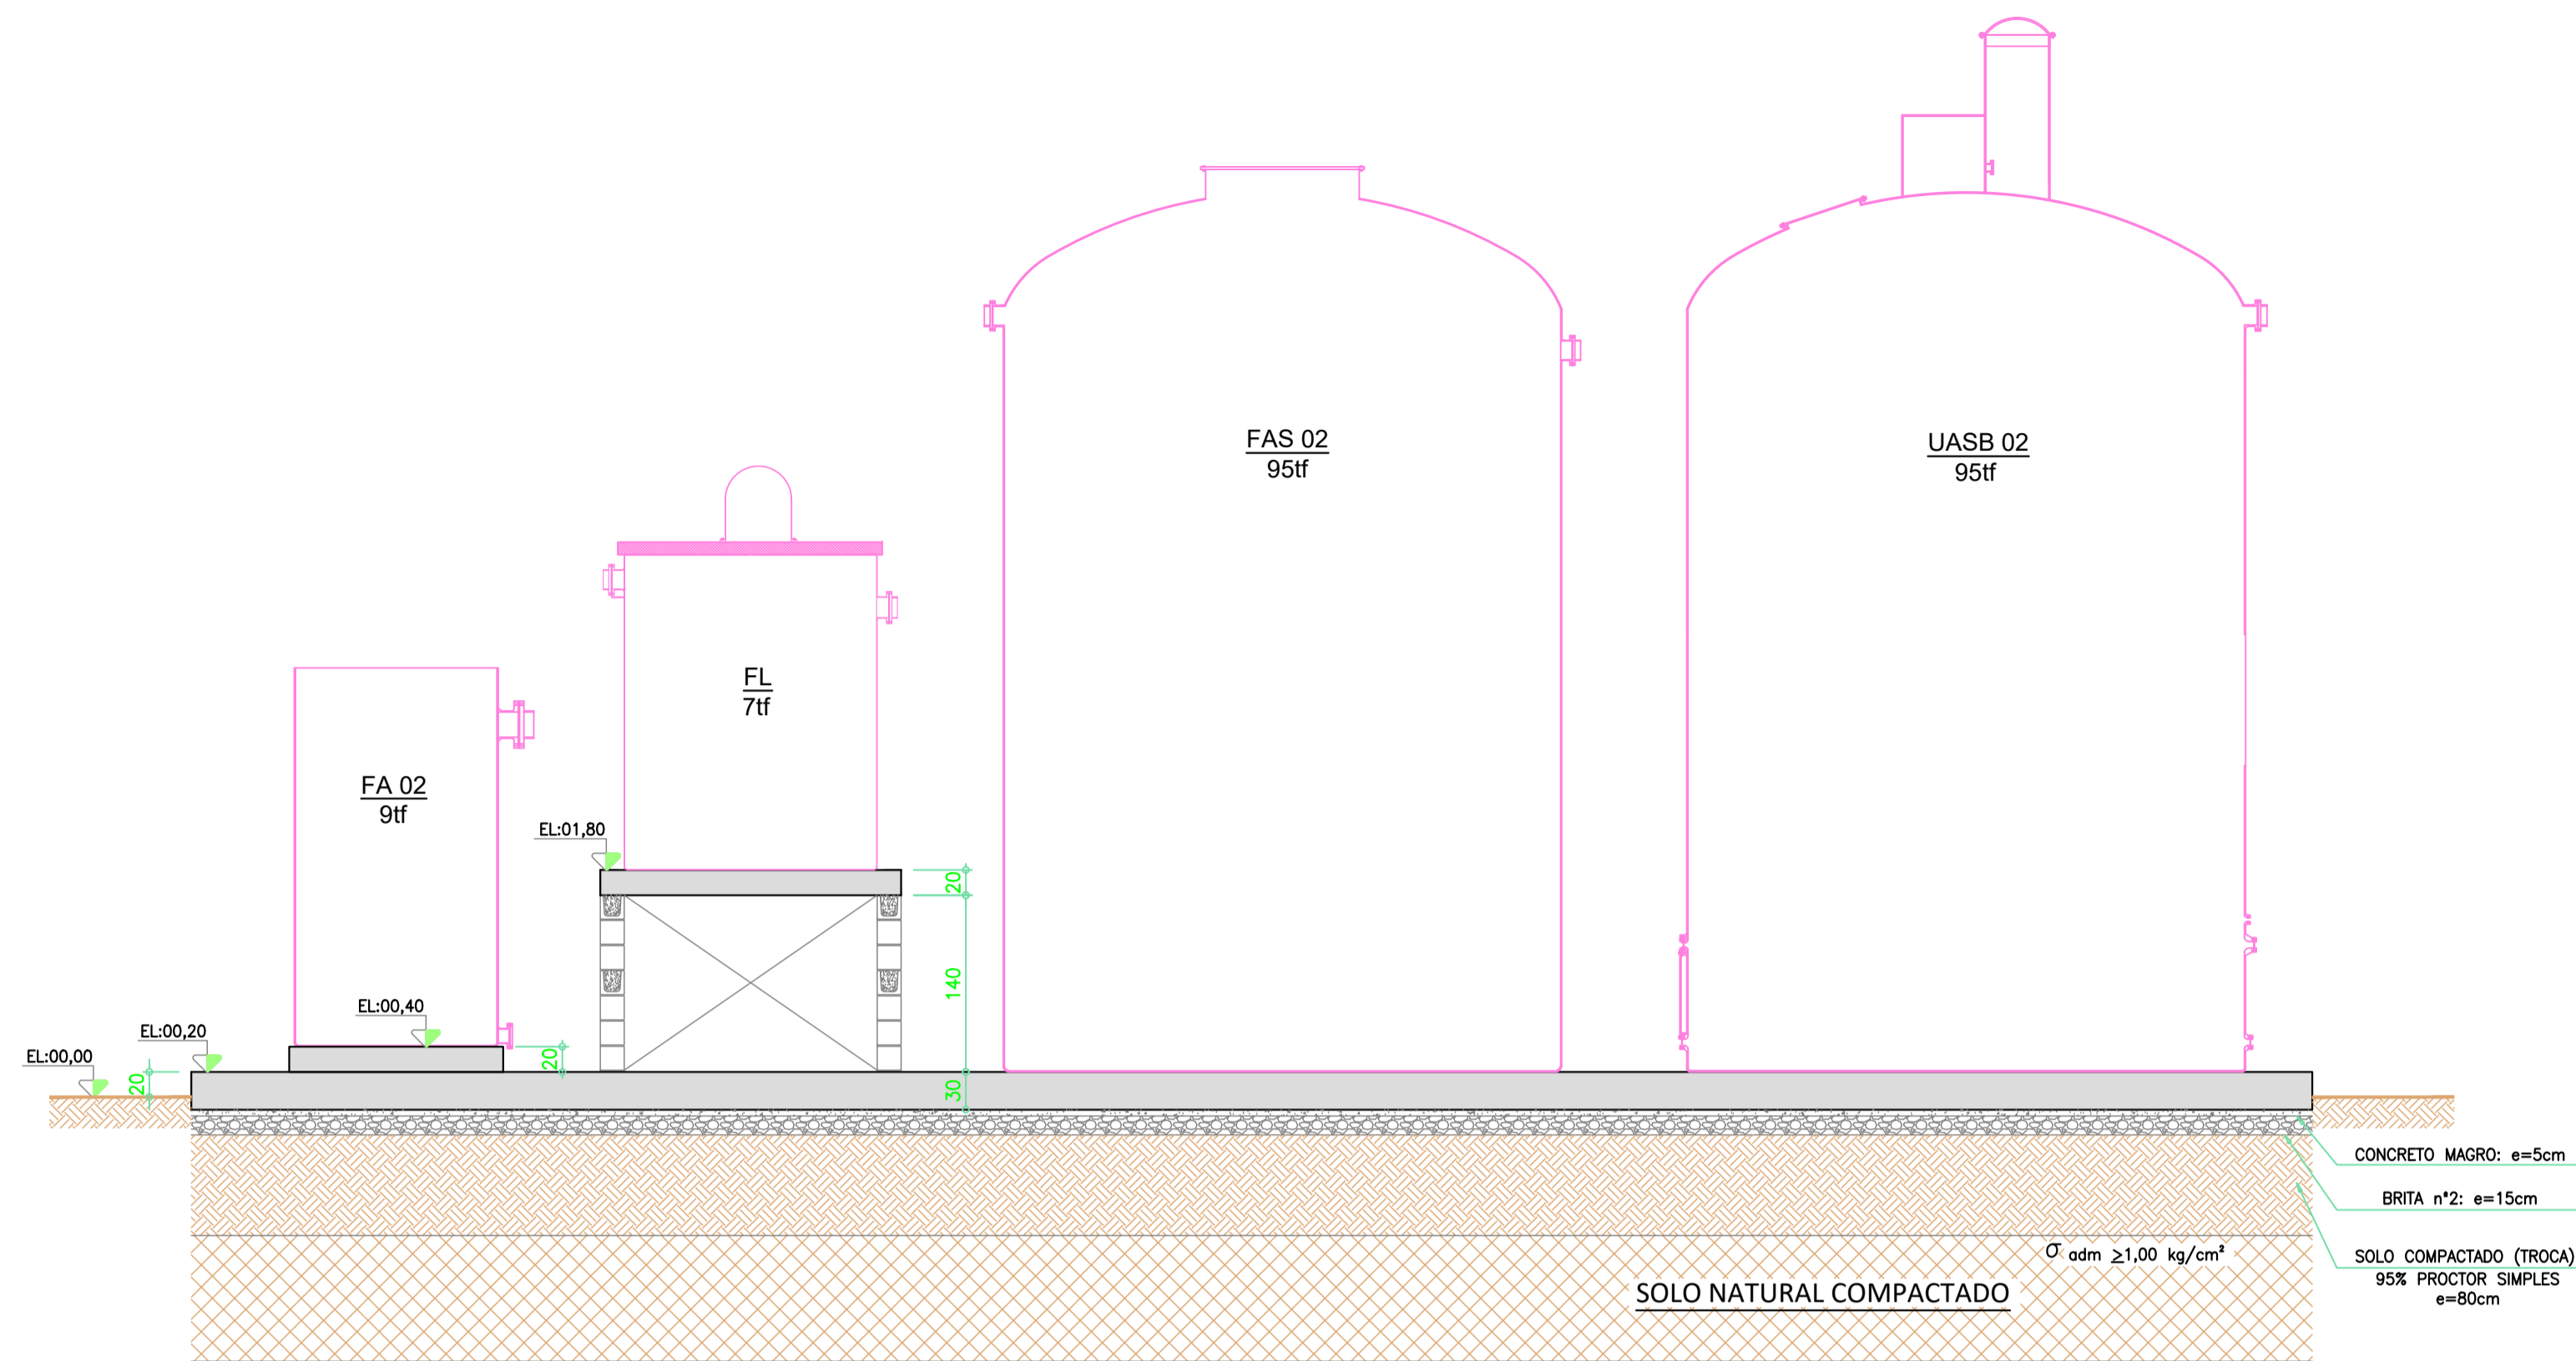 FAS 02
95tf
UASB 02
95tf
FL
7tf
FA 02
9tf
EL:01,80
20
140
EL:00,40
EL:00,20
EL:00,00
20
20
30
CONCRETO MAGRO: e=5cm
BRITA nº2: e=15cm
σ adm ≥1,00 kg/cm²
SOLO COMPACTADO (TROCA)
95% PROCTOR SIMPLES
e=80cm
SOLO NATURAL COMPACTADO